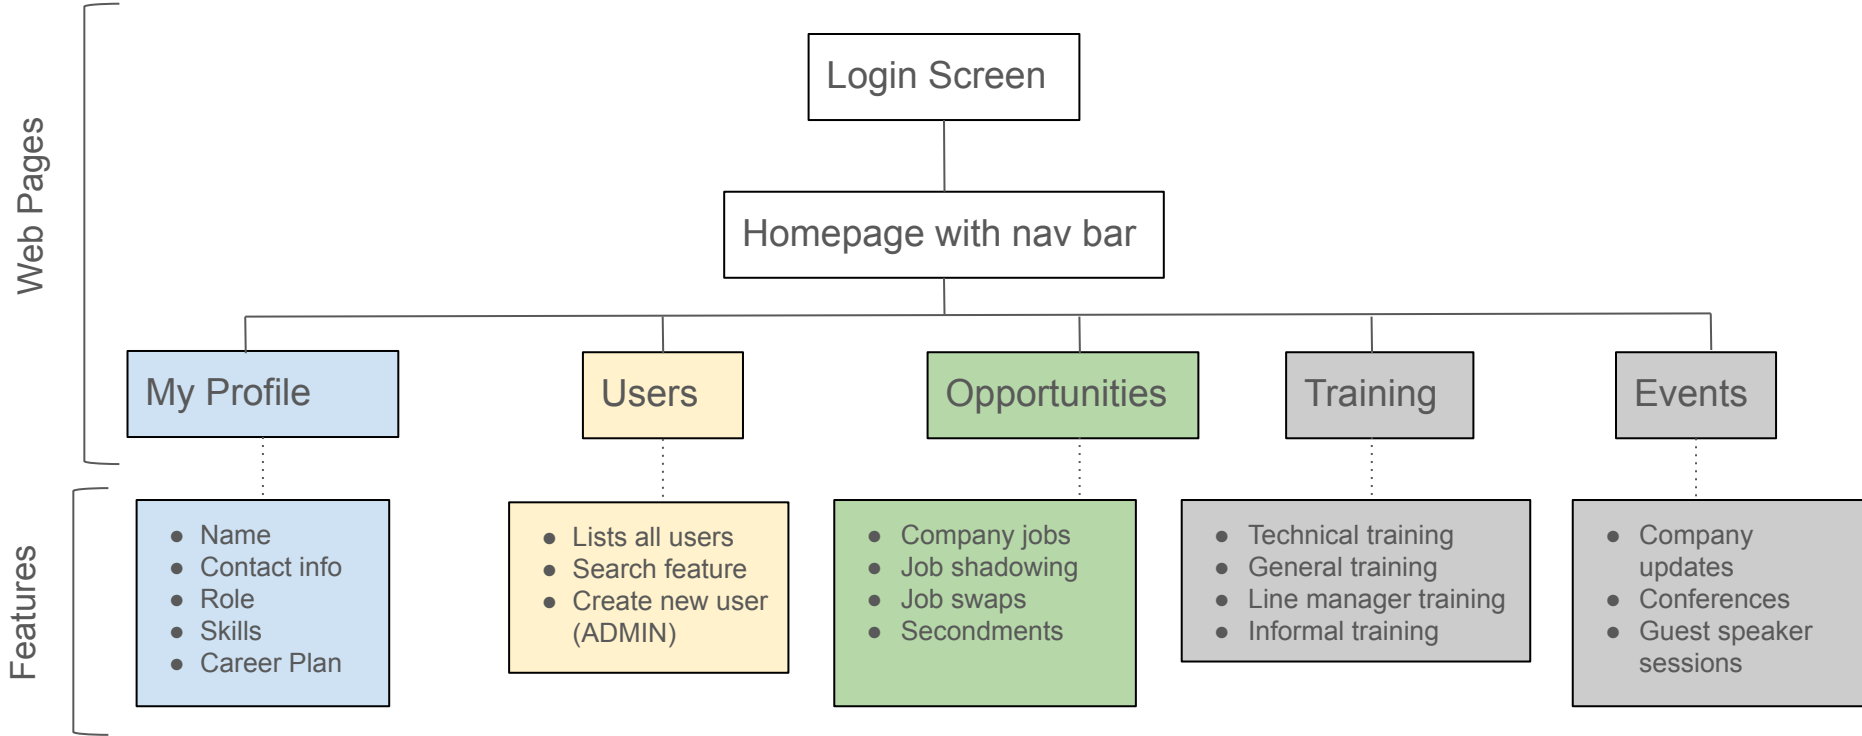 Web Pages
Login Screen
Homepage with nav bar
My Profile
Users
Opportunities
Training
Events
Features
● Name
● Contact info
● Role
● Skills
● Career Plan
● Lists all users
● Search feature
● Create new user
(ADMIN)
● Company jobs
● Job shadowing
● Job swaps
● Secondments
● Technical training
● General training
● Line manager training
● Informal training
● Company
updates
● Conferences
● Guest speaker
sessions